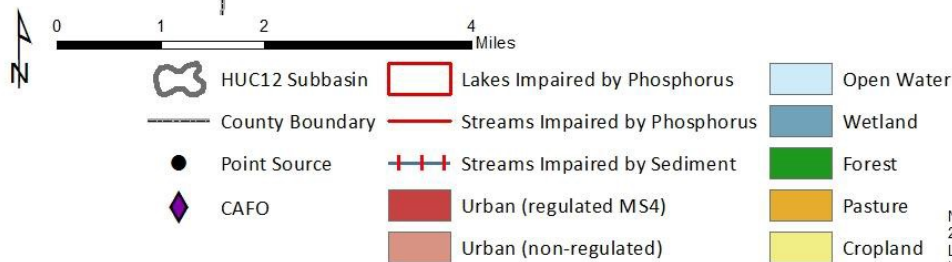 0 1 2 4
Miles
N
HUC12 Subbasin
County Boundary
Point Source
CAFO
Lakes Impaired by Phosphorus
Streams Impaired by Phosphorus
Streams Impaired by Sediment
Urban (regulated MS4)
Urban (non-regulated)
Open Water
Wetland
Forest
Pasture
Cropland